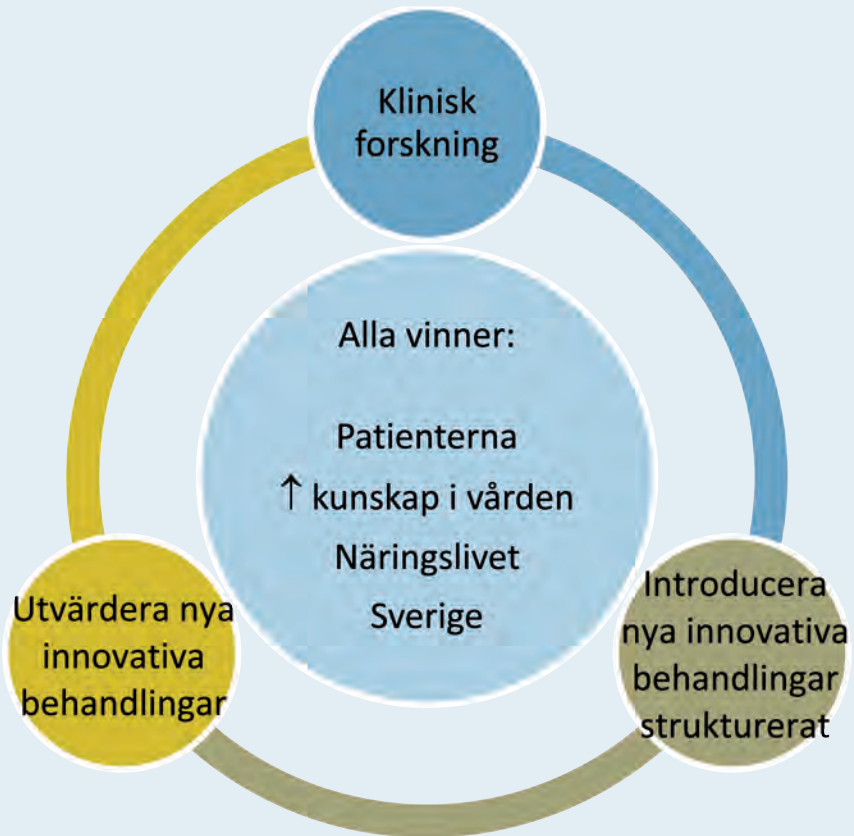 Klinisk
forskning
Alla vinner:
Patienterna
↑ kunskap i vården
Näringslivet
Sverige
Utvärdera nya
innovativa
behandlingar
Introducera
nya innovativa
behandlingar
strukturerat